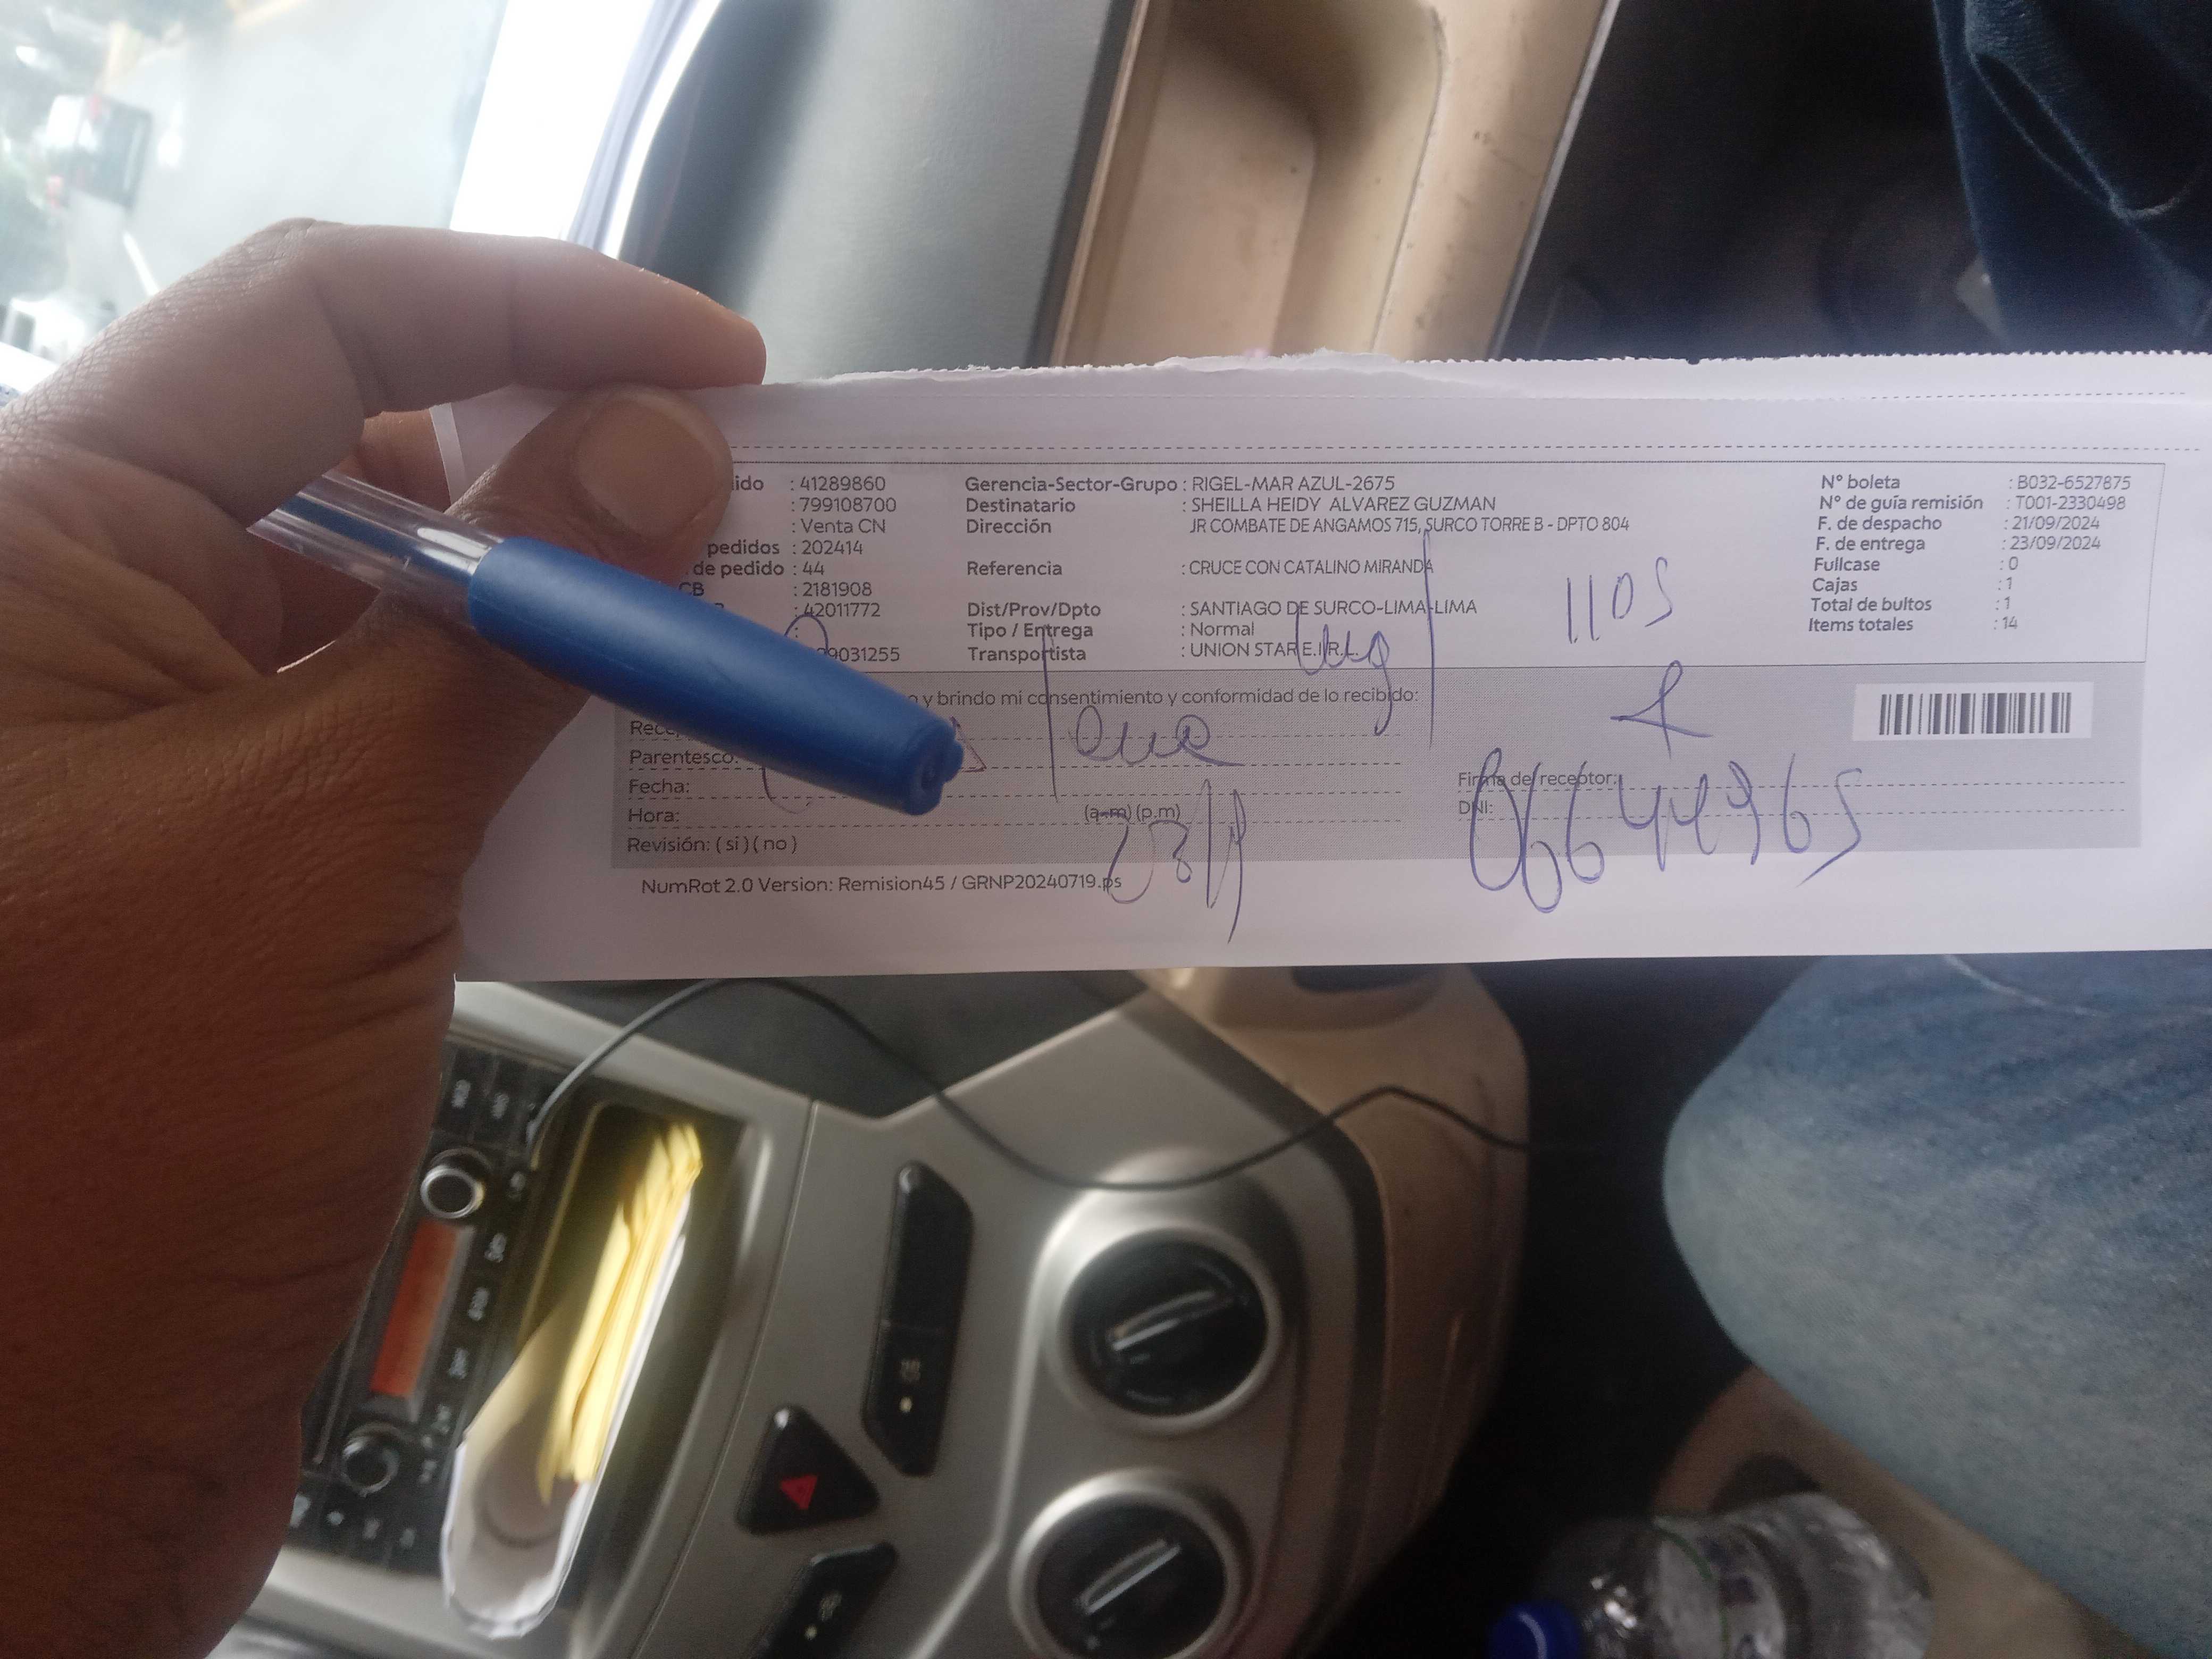 ido : 41289860 Gerencia-Sector-Grupo : RIGEL-MAR AZUL-2675 N° boleta : B032-6527875
: 799108700 Destinatario : SHEILLA HEIDY ALVAREZ GUZMAN N° de guía remisión : T001-2330498
: Venta CN Dirección JR COMBATE DE ANGAMOS 715, SURCO TORRE B - DPTO 804 F. de despacho : 21/09/2024
pedidos : 202414 F. de entrega : 23/09/2024
de pedido : 44 Referencia : CRUCE CON CATALINO MIRANDA Fullcase : 0
CB : 2181908 1105 Cajas : 1
: 42011772 Dist/Prov/Dpto : SANTIAGO DE SURCO-LIMA-LIMA Total de bultos : 1
: Tipo / Entrega : Normal Items totales : 14
9031255 Transportista : UNION STAR E.I.R.L.
y brindo mi consentimiento y conformidad de lo recibido:
Parentesco:
Fecha: Firma del receptor:
Hora: (a-m) (p.m) DNI: 06644965
Revisión: ( si ) ( no )
NumRot 2.0 Version: Remision45 / GRNP20240719.ps